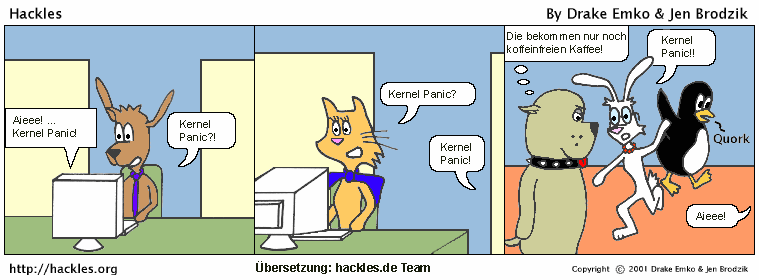 Hackles
By Drake Emko & Jen Brodzik
Aieee! ...
Kernel Panic!
Kernel
Panic?!
Kernel Panic?
Kernel
Panic!
Die bekommen nur noch
koffeinfreien Kaffee!
Kernel
Panic!!
Quork
Aieee!
http://hackles.org
Übersetzung: hackles.de Team
Copyright © 2001 Drake Emko & Jen Brodzik